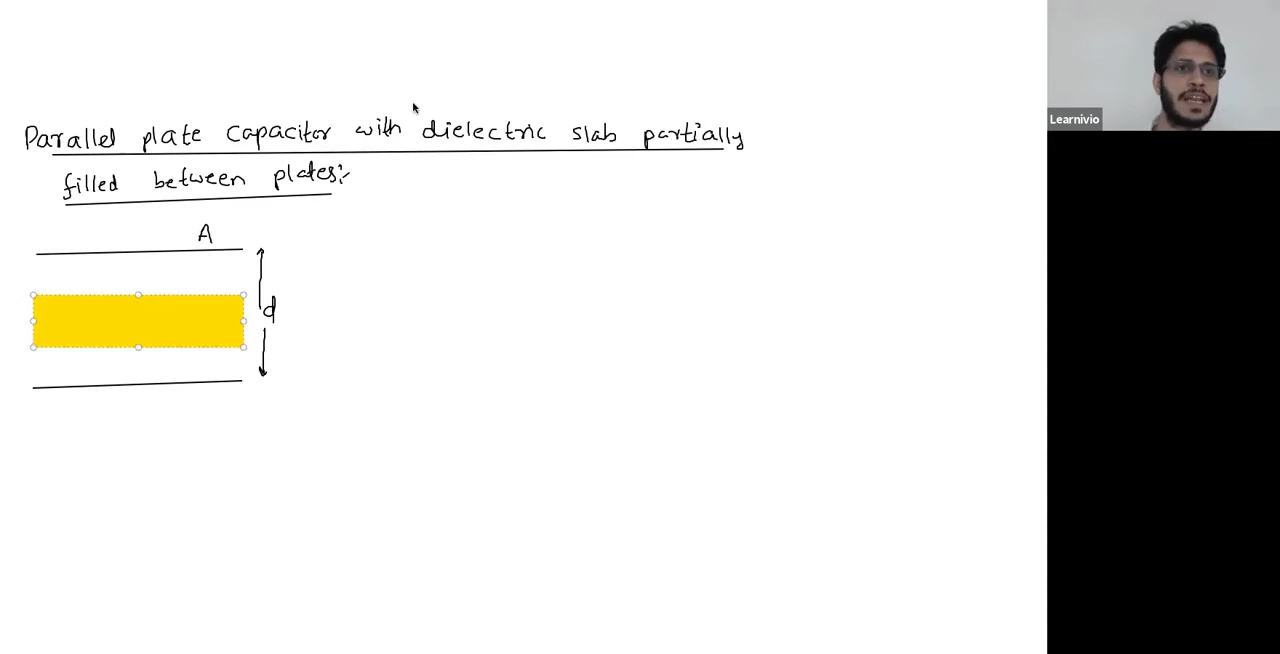 Parallel plate capacitor with dielectric slab partially
filled between plates:-
A
d
Learnivio